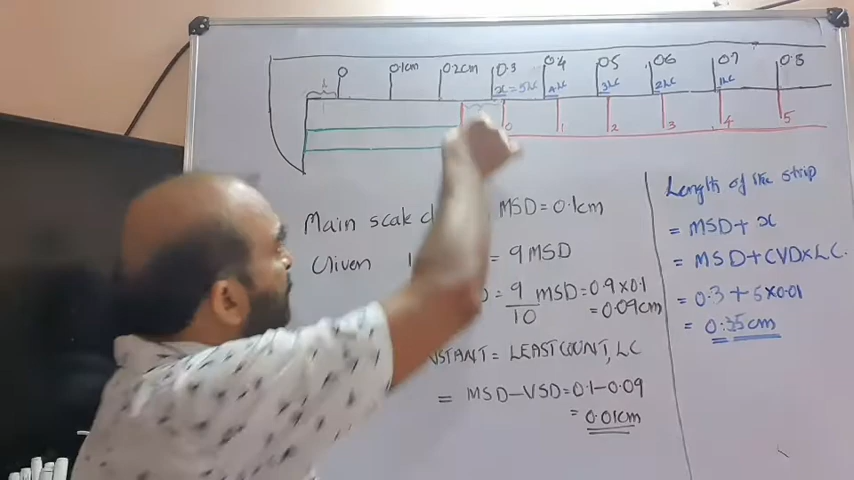 L 0 0.1cm 0.2cm 0.3 0.4 0.5 0.6 0.7 0.8
x = 5LC 4LC 3LC 2LC 1LC
0 1 2 3 4 5
Main scale MSD = 0.1cm
Given = 9 MSD
= 9/10 MSD = 0.9×0.1
= 0.09cm
= LEAST COUNT, LC
= MSD – VSD = 0.1 – 0.09
= 0.01cm
Length of the strip
= MSD + x
= MSD + CVD×LC.
= 0.3 + 5×0.01
= 0.35cm